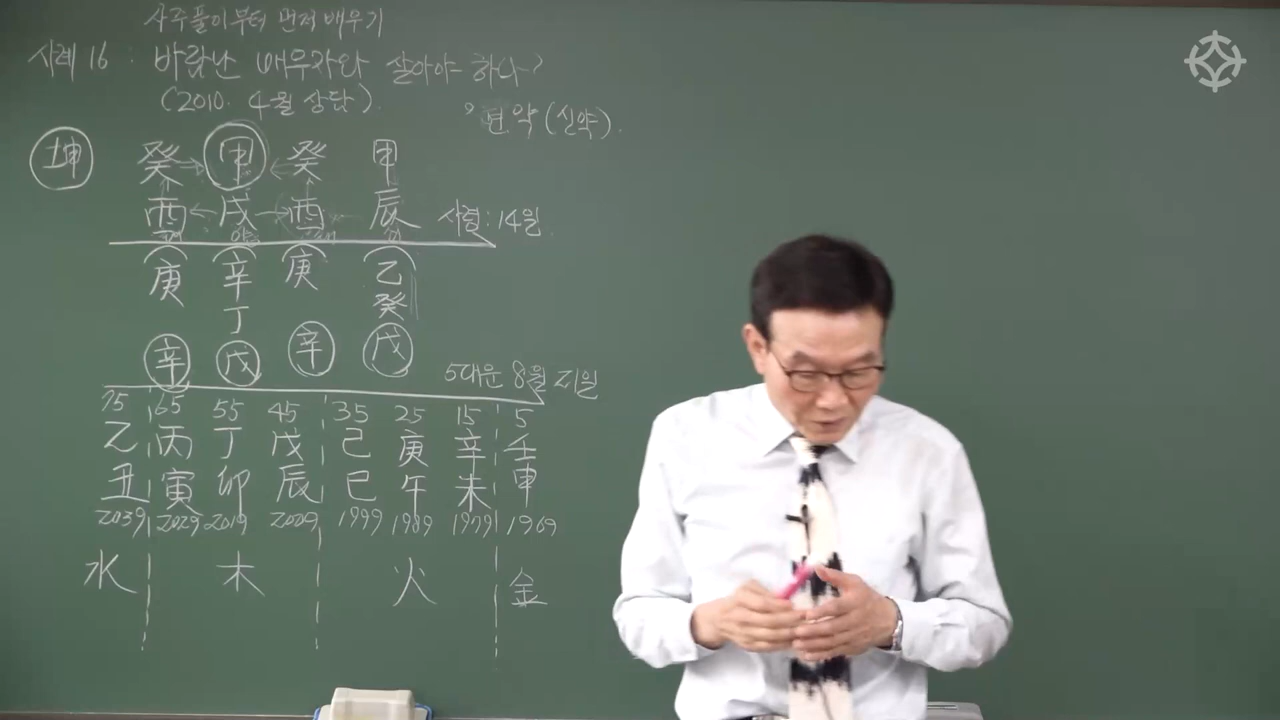 사주풀이부터 먼저 배우기
사례 16 : 바람난 배우자와 살아야 하나?
(2010. 4월 상담).
편약(신약).
坤 癸 甲 癸 甲
酉 戌 酉 辰 사령: 14일
庚 辛 庚 乙
丁 癸
辛 戊 辛 戊
5대운 8월 21일
75 65 55 45 35 25 15 5
乙 丙 丁 戊 己 庚 辛 壬
丑 寅 卯 辰 巳 午 未 申
2039 2029 2019 2009 1999 1989 1979 1969
水 木 火 金